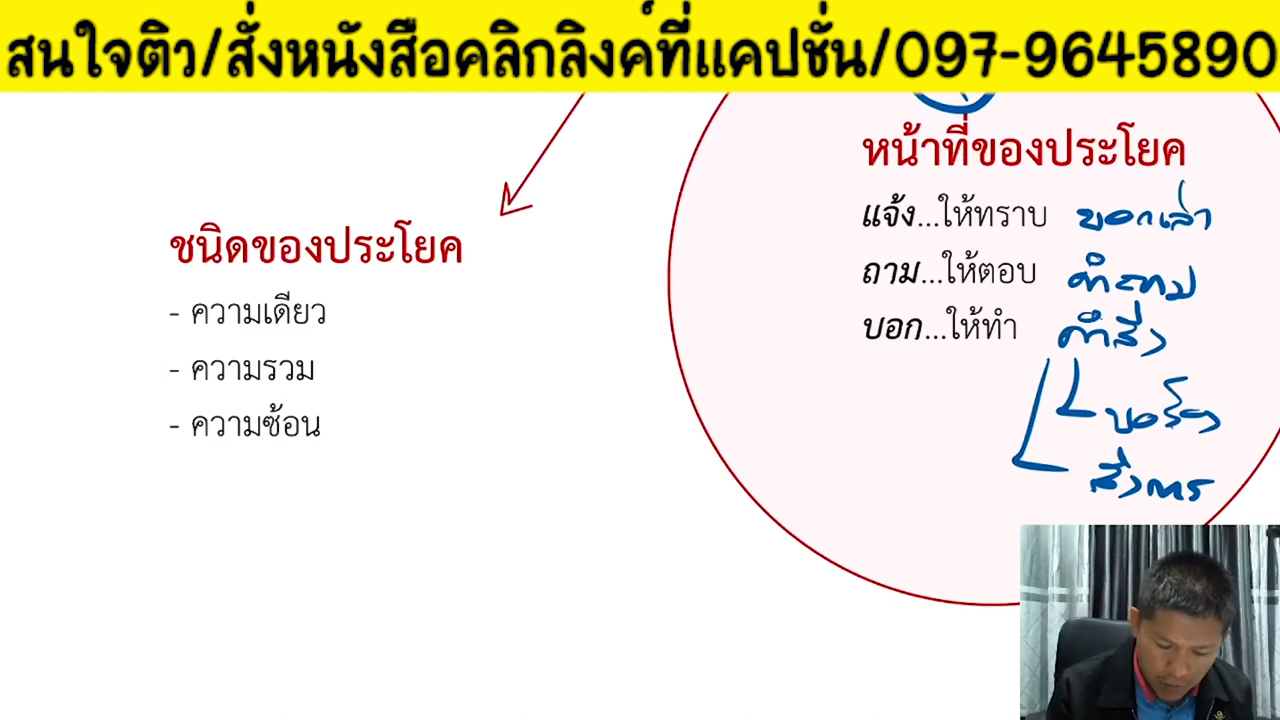 สนใจติว/สั่งหนังสือคลิกลิงค์ที่แคปชั่น/097-9645890
หน้าที่ของประโยค
แจ้ง...ให้ทราบ บอกเล่า
ถาม...ให้ตอบ คำถาม
บอก...ให้ทำ คำสั่ง
ขอร้อง
สั่งการ
ชนิดของประโยค
- ความเดียว
- ความรวม
- ความซ้อน